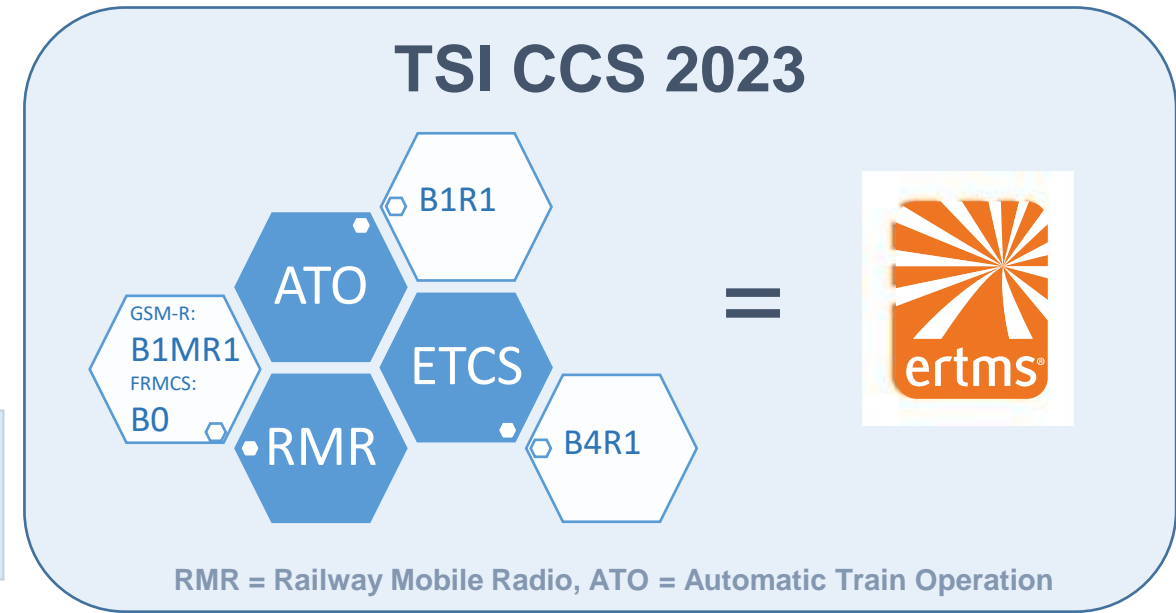 TSI CCS 2023
B1R1
ATO
GSM-R:
B1MR1
FRMCS:
B0
ETCS
=
ertms®
RMR
B4R1
RMR = Railway Mobile Radio, ATO = Automatic Train Operation